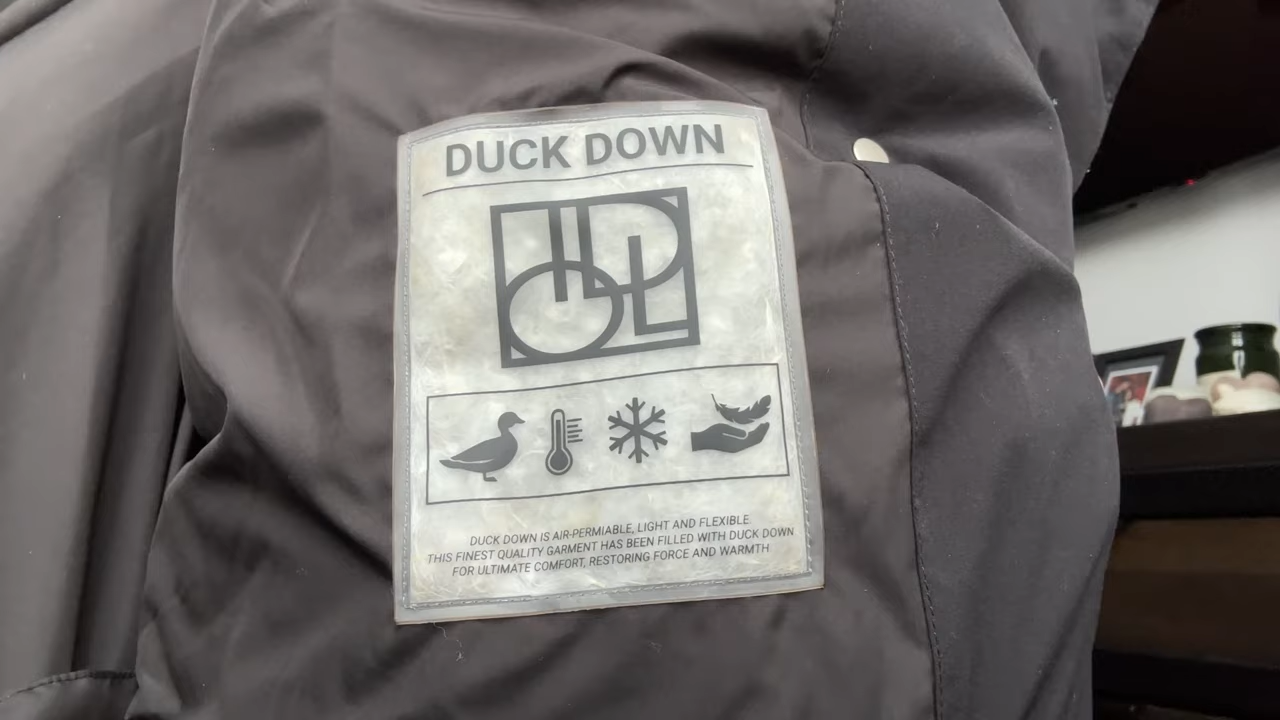 DUCK DOWN
DUCK DOWN IS AIR-PERMIABLE, LIGHT AND FLEXIBLE.
THIS FINEST QUALITY GARMENT HAS BEEN FILLED WITH DUCK DOWN
FOR ULTIMATE COMFORT, RESTORING FORCE AND WARMTH